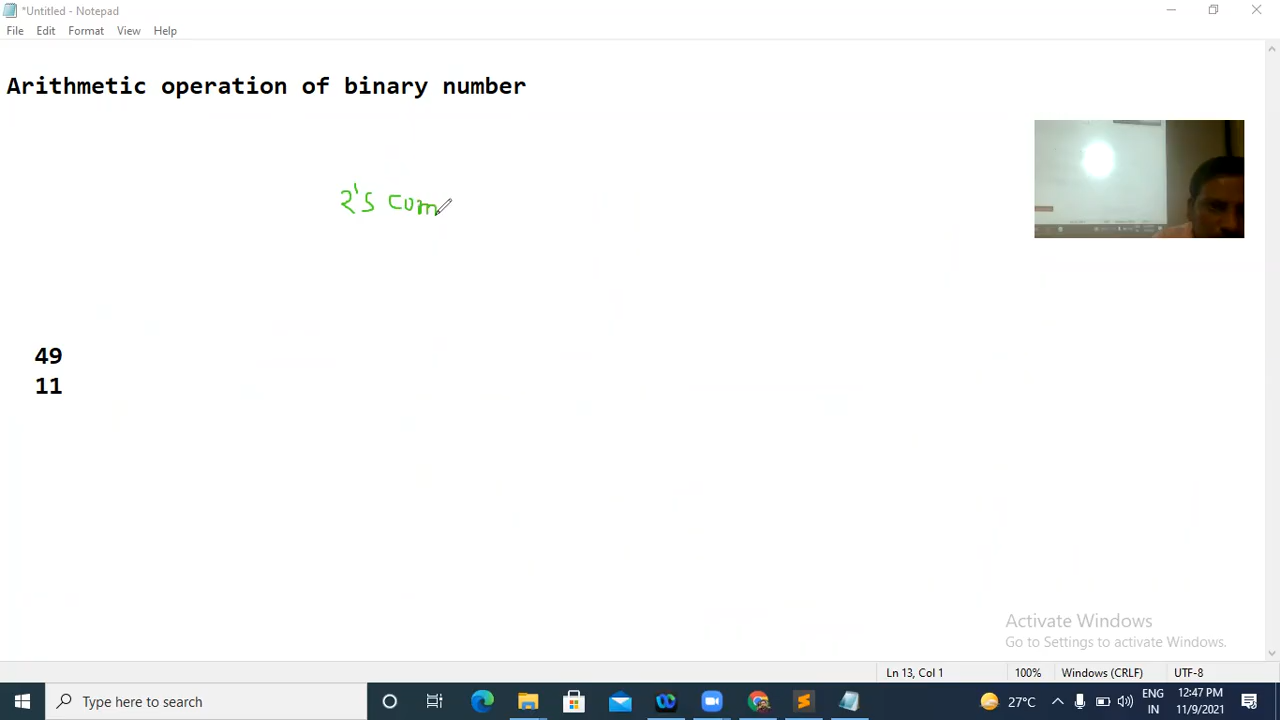 *Untitled - Notepad
File Edit Format View Help
Arithmetic operation of binary number
2's com
49
11
Activate Windows
Go to Settings to activate Windows.
Ln 13, Col 1 100% Windows (CRLF) UTF-8
Type here to search
27°C
ENG
IN
12:47 PM
11/9/2021